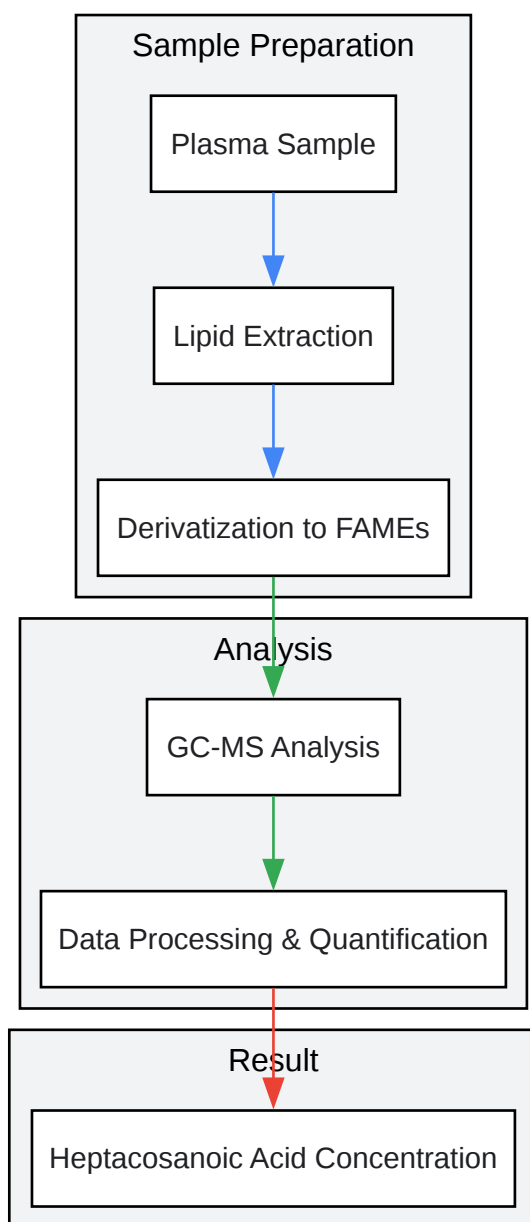 Sample Preparation
Plasma Sample
Lipid Extraction
Derivatization to FAMEs
Analysis
GC-MS Analysis
Data Processing & Quantification
Result
Heptacosanoic Acid Concentration